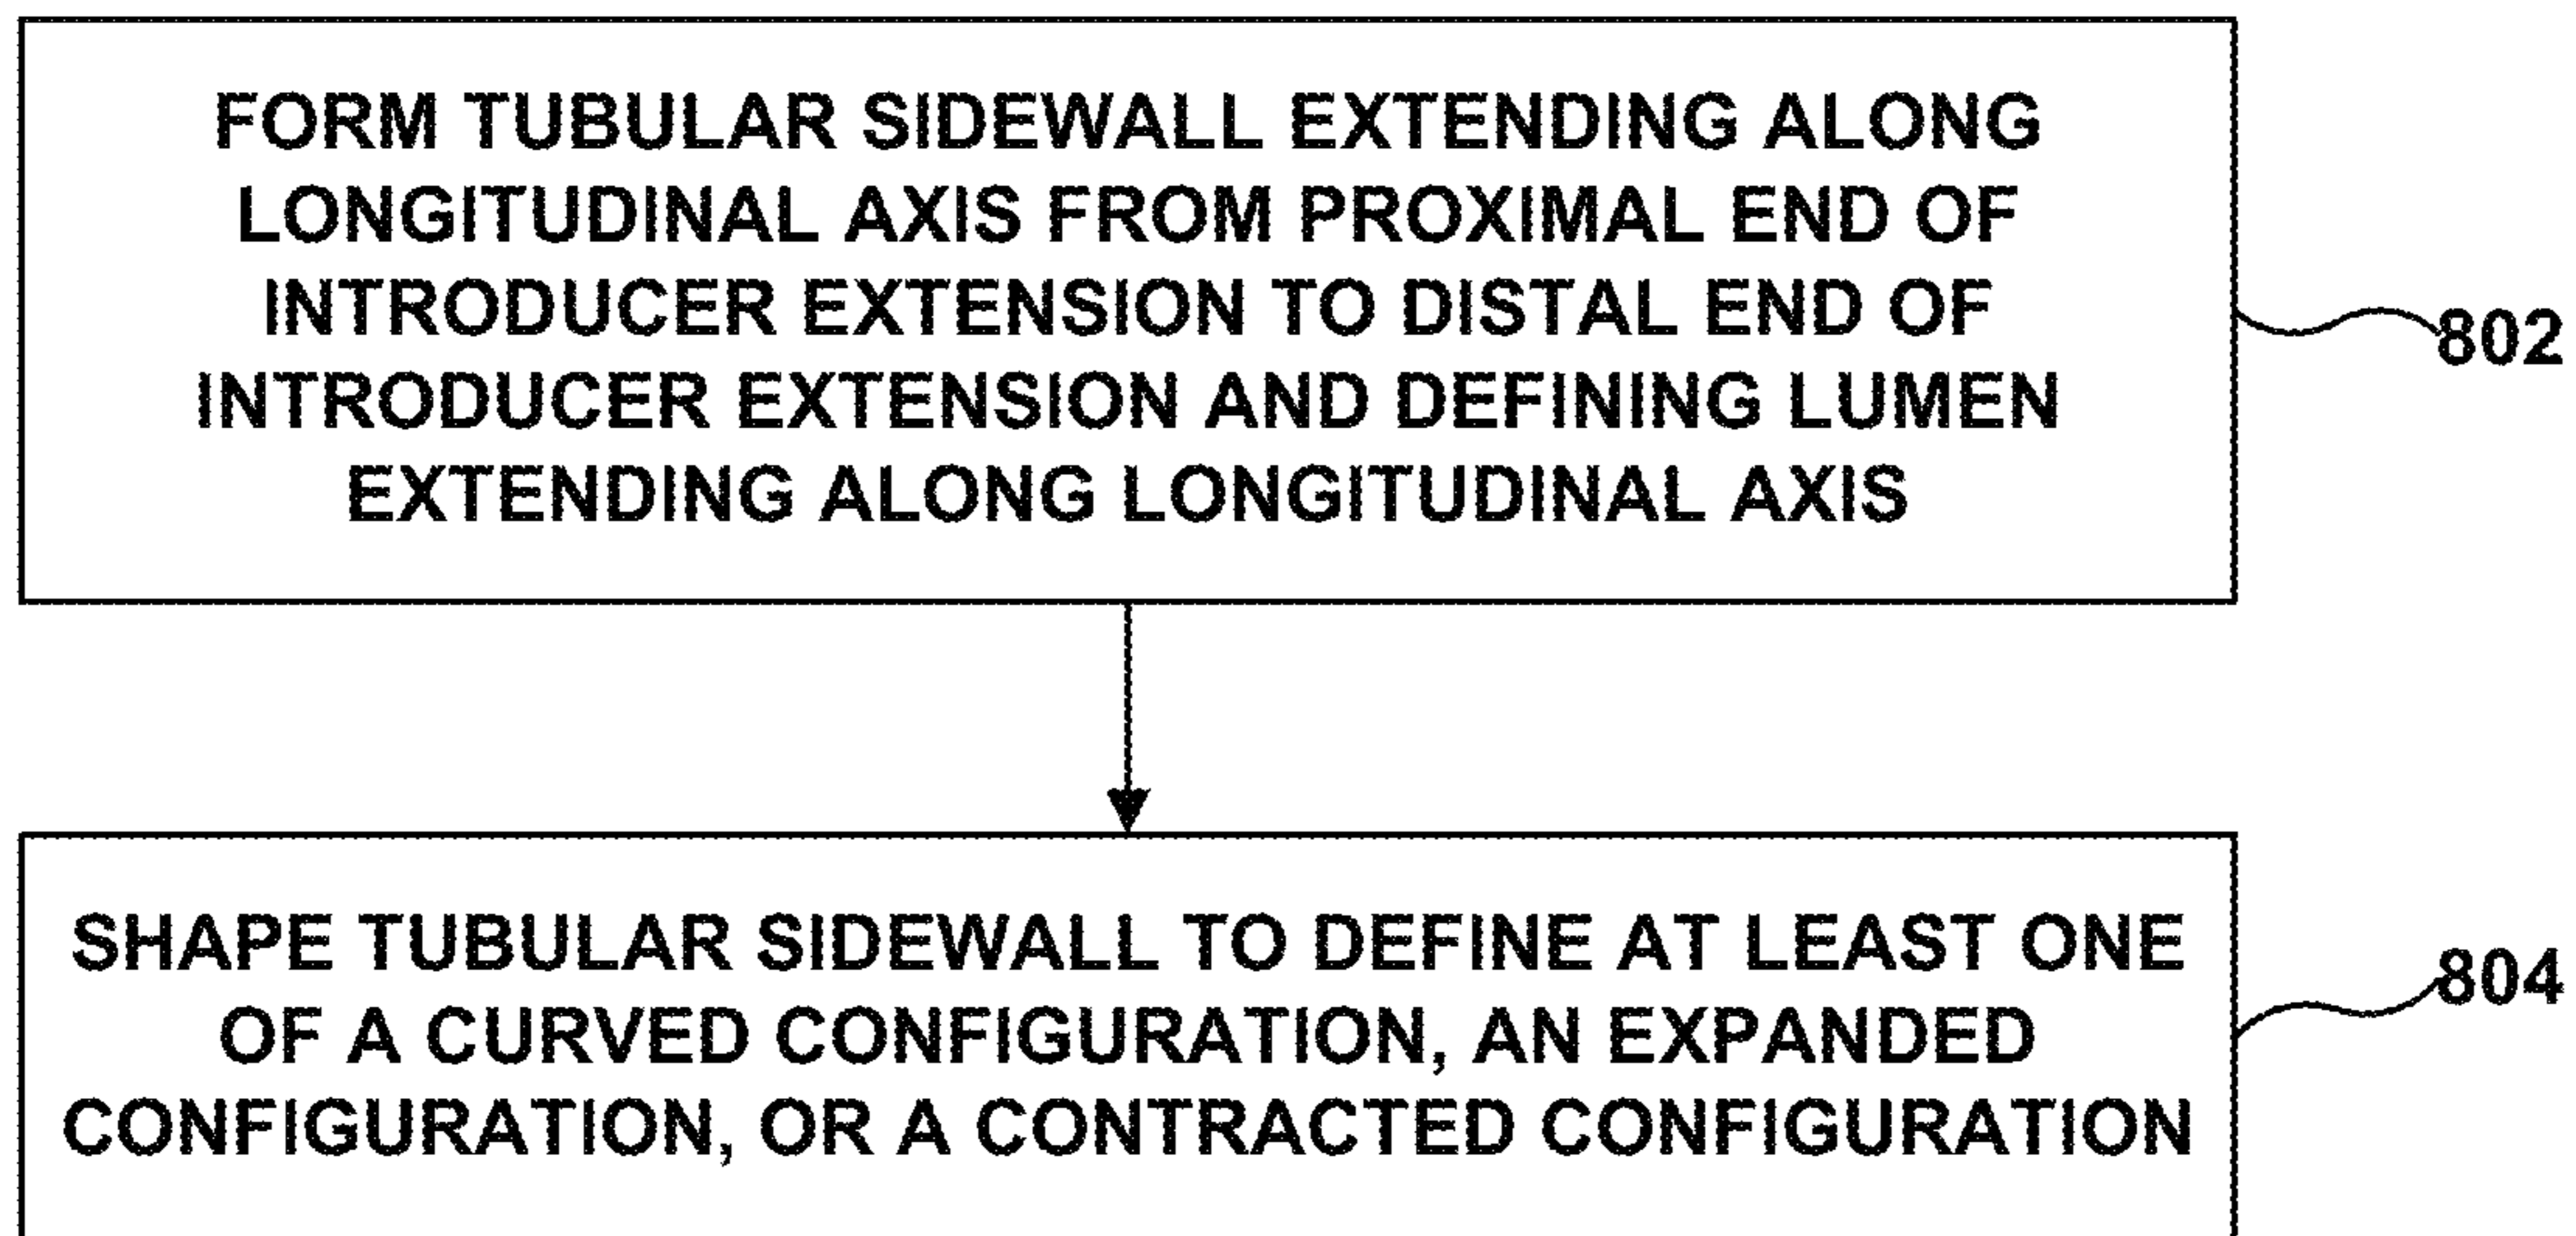 FORM TUBULAR SIDEWALL EXTENDING ALONG
LONGITUDINAL AXIS FROM PROXIMAL END OF
INTRODUCER EXTENSION TO DISTAL END OF
INTRODUCER EXTENSION AND DEFINING LUMEN
EXTENDING ALONG LONGITUDINAL AXIS
802
SHAPE TUBULAR SIDEWALL TO DEFINE AT LEAST ONE
OF A CURVED CONFIGURATION, AN EXPANDED
CONFIGURATION, OR A CONTRACTED CONFIGURATION
804